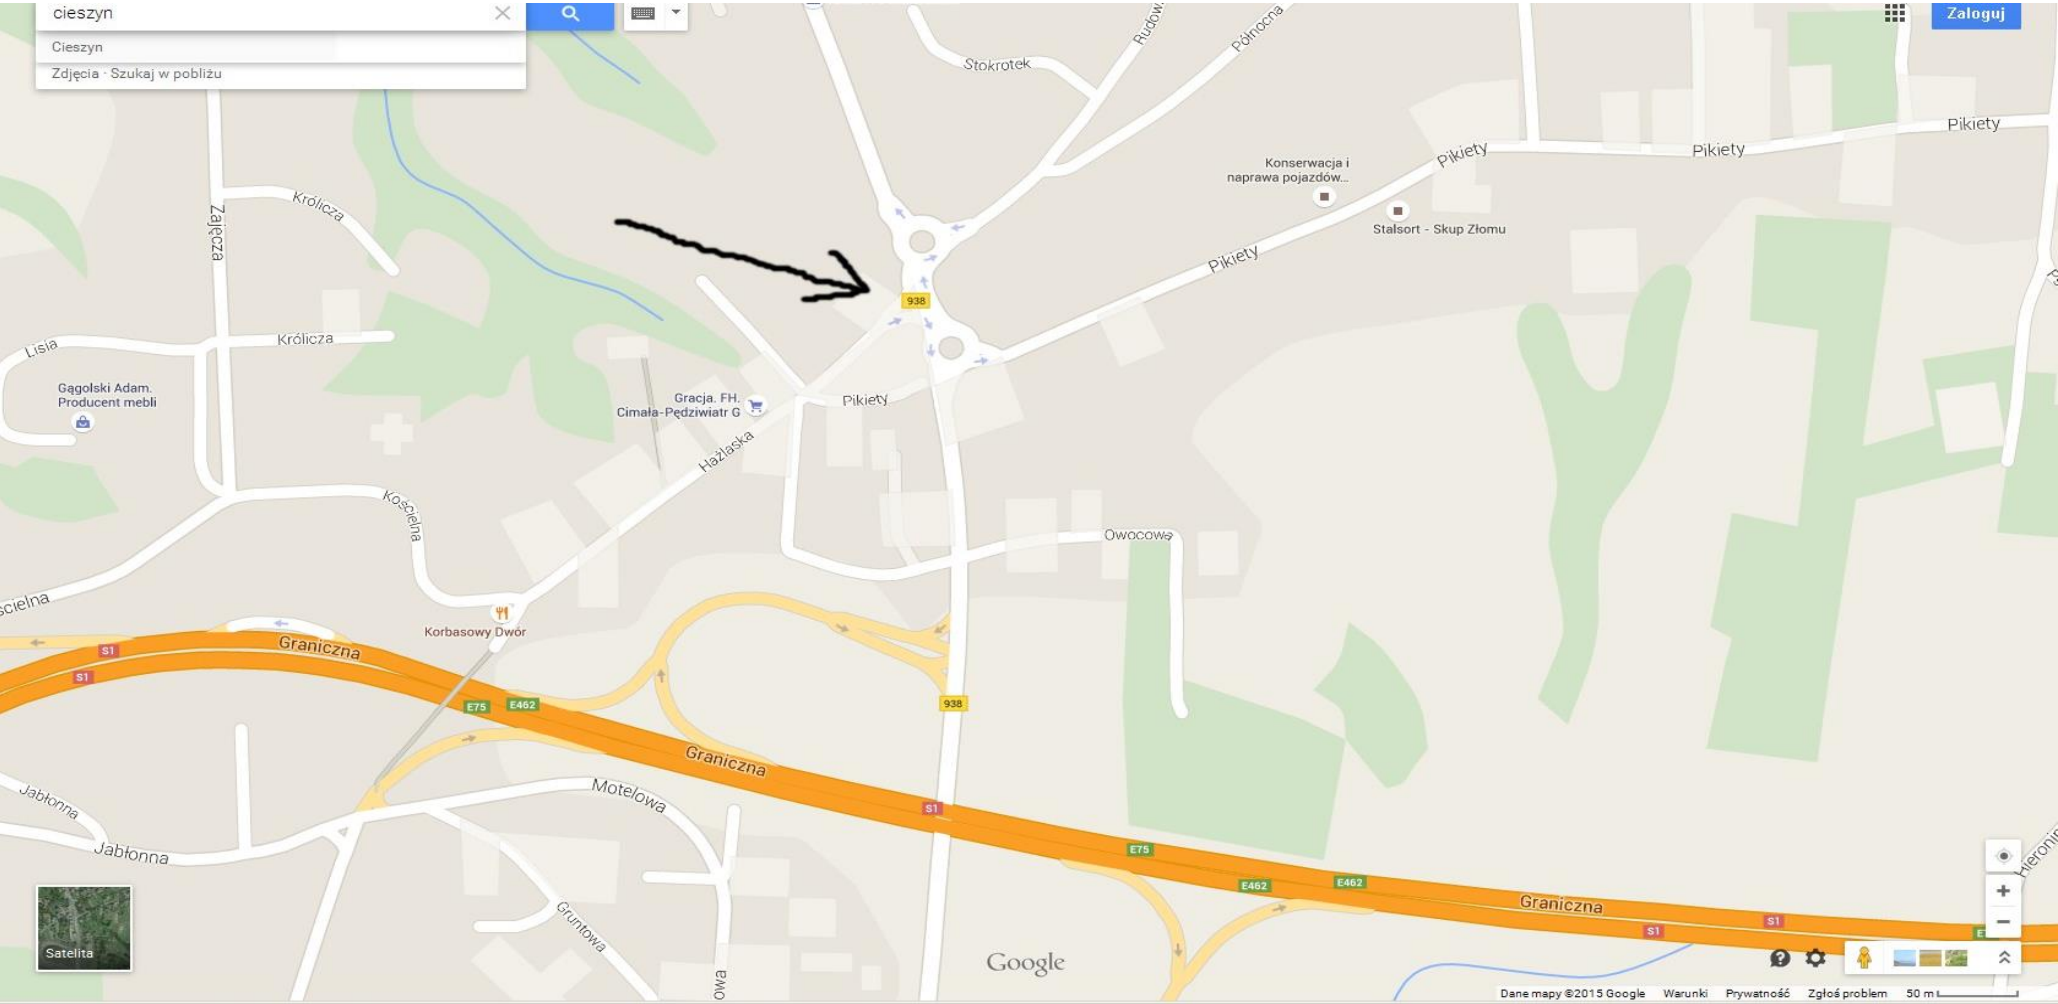 cieszyn
Zaloguj
Cieszyn
Zdjęcia · Szukaj w pobliżu
Stokrotek
Północna
Pikiety
Pikiety
Pikiety
Konserwacja i
naprawa pojazdów...
Stalsort - Skup Złomu
Pikiety
Królicza
Zajęcza
938
Królicza
Lisia
Gągolski Adam.
Producent mebli
Gracja. FH.
Cimała-Pędziwiatr G
Pikiety
Hażlaska
Kościelna
Owocowa
Korbasowy Dwór
Graniczna
S1
S1
E75
E462
938
Graniczna
Motelowa
S1
Jabłonna
Jabłonna
E75
E462
E462
Graniczna
S1
S1
Gruntowa
Satelita
Google
Dane mapy ©2015 Google
Warunki
Prywatność
Zgłoś problem
50 m